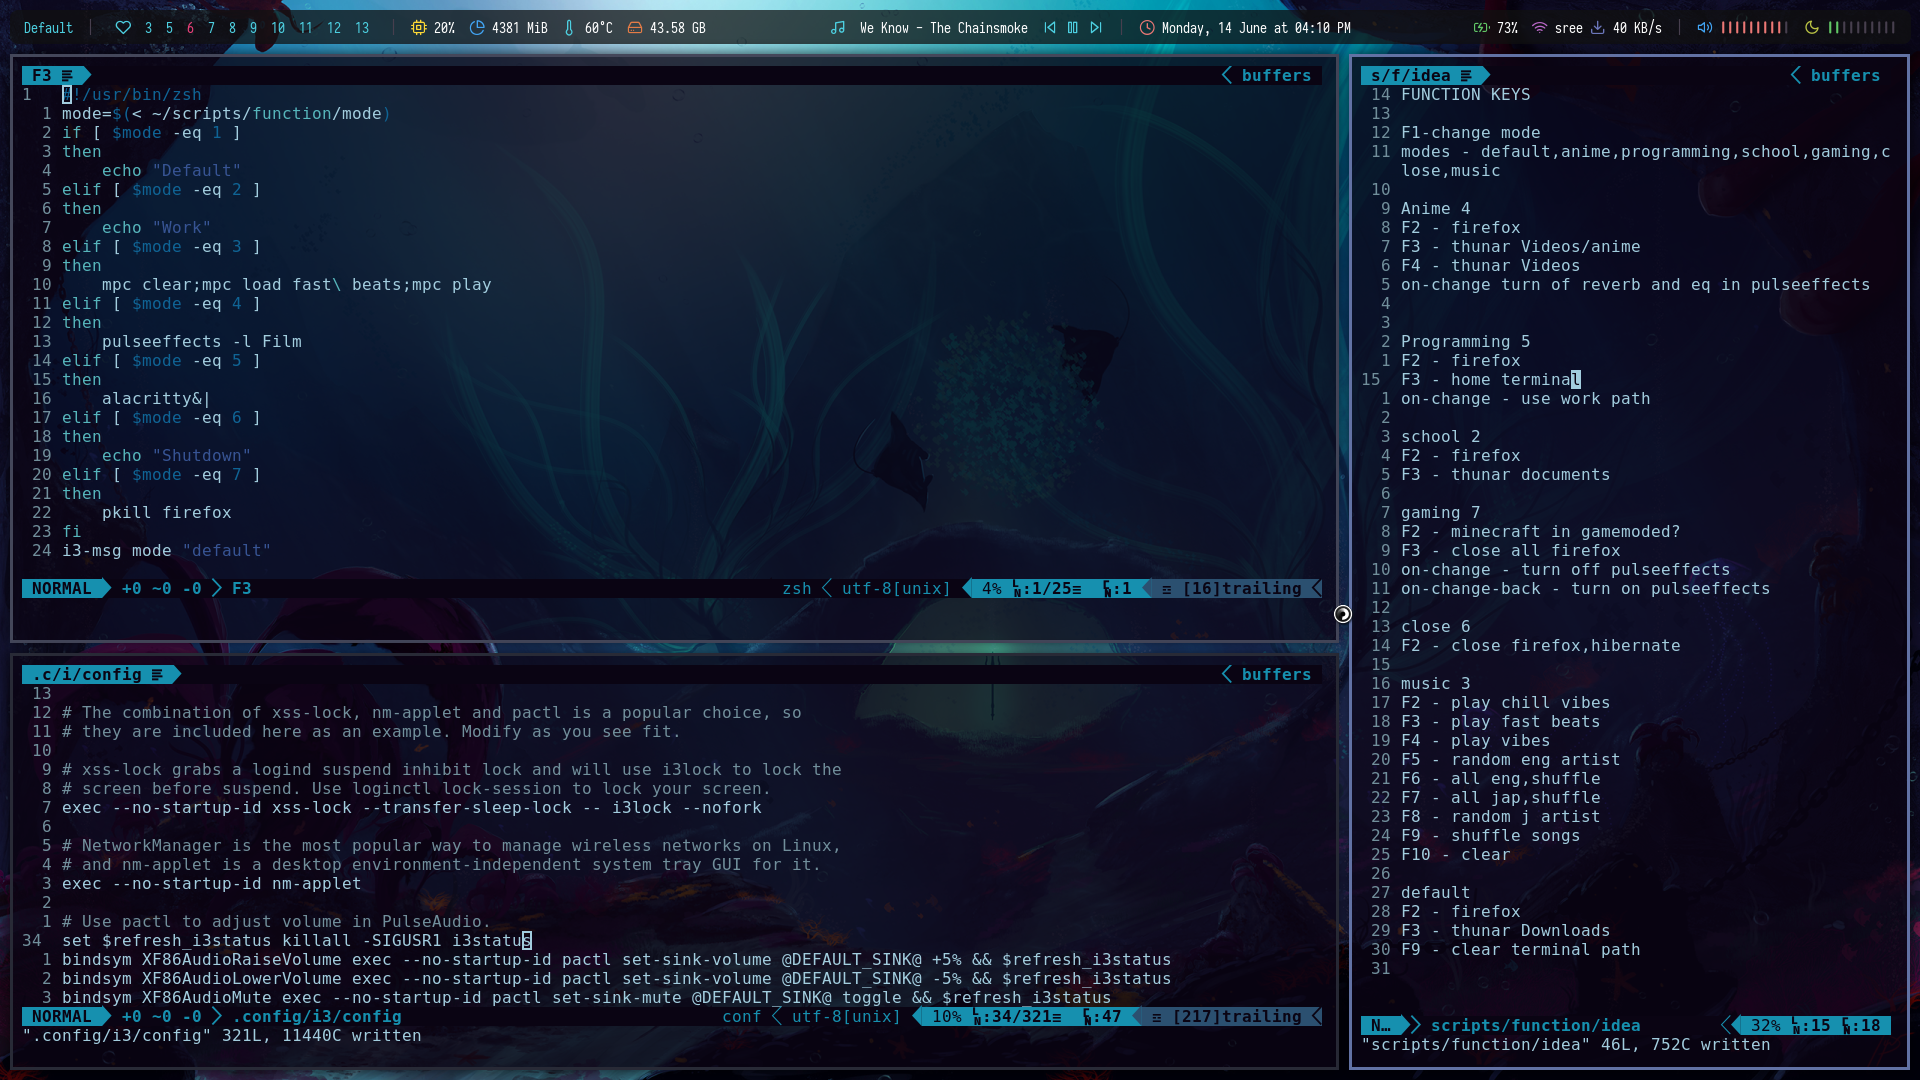 Default 3 5 6 7 8 9 10 11 12 13 20% 4381 MiB 60°C 43.58 GB We Know - The Chainsmoke Monday, 14 June at 04:10 PM 73% sree 40 KB/s
F3 buffers
1 #!/usr/bin/zsh
1 mode=$(< ~/scripts/function/mode)
2 if [ $mode -eq 1 ]
3 then
4 echo "Default"
5 elif [ $mode -eq 2 ]
6 then
7 echo "Work"
8 elif [ $mode -eq 3 ]
9 then
10 mpc clear;mpc load fast\ beats;mpc play
11 elif [ $mode -eq 4 ]
12 then
13 pulseeffects -l Film
14 elif [ $mode -eq 5 ]
15 then
16 alacritty&|
17 elif [ $mode -eq 6 ]
18 then
19 echo "Shutdown"
20 elif [ $mode -eq 7 ]
21 then
22 pkill firefox
23 fi
24 i3-msg mode "default"
NORMAL +0 ~0 -0 F3 zsh utf-8[unix] 4% :1/25≡ :1 [16]trailing
.c/i/config buffers
13
12 # The combination of xss-lock, nm-applet and pactl is a popular choice, so
11 # they are included here as an example. Modify as you see fit.
10
9 # xss-lock grabs a logind suspend inhibit lock and will use i3lock to lock the
8 # screen before suspend. Use loginctl lock-session to lock your screen.
7 exec --no-startup-id xss-lock --transfer-sleep-lock -- i3lock --nofork
6
5 # NetworkManager is the most popular way to manage wireless networks on Linux,
4 # and nm-applet is a desktop environment-independent system tray GUI for it.
3 exec --no-startup-id nm-applet
2
1 # Use pactl to adjust volume in PulseAudio.
34 set $refresh_i3status killall -SIGUSR1 i3status
1 bindsym XF86AudioRaiseVolume exec --no-startup-id pactl set-sink-volume @DEFAULT_SINK@ +5% && $refresh_i3status
2 bindsym XF86AudioLowerVolume exec --no-startup-id pactl set-sink-volume @DEFAULT_SINK@ -5% && $refresh_i3status
3 bindsym XF86AudioMute exec --no-startup-id pactl set-sink-mute @DEFAULT_SINK@ toggle && $refresh_i3status
NORMAL +0 ~0 -0 .config/i3/config conf utf-8[unix] 10% :34/321≡ :47 [217]trailing
".config/i3/config" 321L, 11440C written
s/f/idea buffers
14 FUNCTION KEYS
13
12 F1-change mode
11 modes - default,anime,programming,school,gaming,c
lose,music
10
9 Anime 4
8 F2 - firefox
7 F3 - thunar Videos/anime
6 F4 - thunar Videos
5 on-change turn of reverb and eq in pulseeffects
4
3
2 Programming 5
1 F2 - firefox
15 F3 - home terminal
1 on-change - use work path
2
3 school 2
4 F2 - firefox
5 F3 - thunar documents
6
7 gaming 7
8 F2 - minecraft in gamemoded?
9 F3 - close all firefox
10 on-change - turn off pulseeffects
11 on-change-back - turn on pulseeffects
12
13 close 6
14 F2 - close firefox,hibernate
15
16 music 3
17 F2 - play chill vibes
18 F3 - play fast beats
19 F4 - play vibes
20 F5 - random eng artist
21 F6 - all eng,shuffle
22 F7 - all jap,shuffle
23 F8 - random j artist
24 F9 - shuffle songs
25 F10 - clear
26
27 default
28 F2 - firefox
29 F3 - thunar Downloads
30 F9 - clear terminal path
31
N… scripts/function/idea 32% :15 :18
"scripts/function/idea" 46L, 752C written